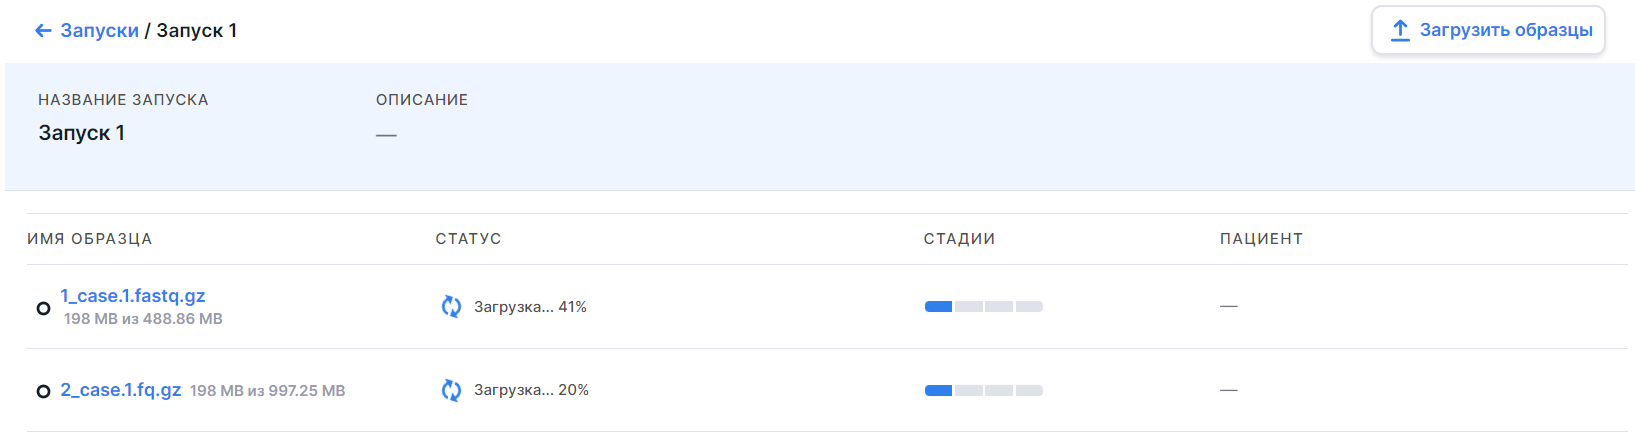 Запуски / Запуск 1
Загрузить образцы
НАЗВАНИЕ ЗАПУСКА ОПИСАНИЕ
Запуск 1 —
ИМЯ ОБРАЗЦА СТАТУС СТАДИИ ПАЦИЕНТ
1_case.1.fastq.gz
198 MB из 488.86 MB
Загрузка... 41% —
2_case.1.fq.gz 198 MB из 997.25 MB Загрузка... 20% —